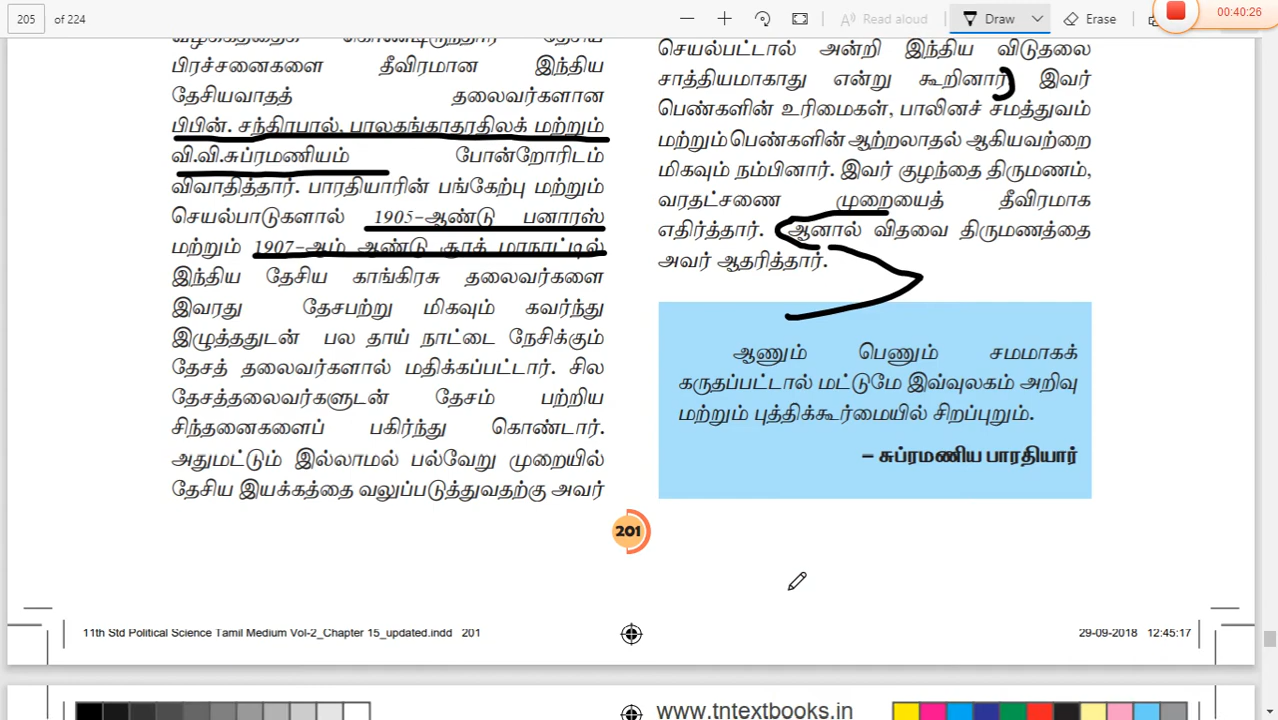 205 of 224
Read aloud
Draw
Erase
00:40:26
பிரச்சனைகளை தீவிரமான இந்திய
தேசியவாதத் தலைவர்களான
பிபின். சந்திரபால், பாலகங்காதரதிலக் மற்றும்
வி.வி.சுப்ரமணியம் போன்றோரிடம்
விவாதித்தார். பாரதியாரின் பங்கேற்பு மற்றும்
செயல்பாடுகளால் 1905-ஆண்டு பனாரஸ்
மற்றும் 1907-ஆம் ஆண்டு சூரத் மாநாட்டில்
இந்திய தேசிய காங்கிரசு தலைவர்களை
இவரது தேசபற்று மிகவும் கவர்ந்து
இழுத்ததுடன் பல தாய் நாட்டை நேசிக்கும்
தேசத் தலைவர்களால் மதிக்கப்பட்டார். சில
தேசத்தலைவர்களுடன் தேசம் பற்றிய
சிந்தனைகளைப் பகிர்ந்து கொண்டார்.
அதுமட்டும் இல்லாமல் பல்வேறு முறையில்
தேசிய இயக்கத்தை வலுப்படுத்துவதற்கு அவர்
செயல்பட்டால் அன்றி இந்திய விடுதலை
சாத்தியமாகாது என்று கூறினார். இவர்
பெண்களின் உரிமைகள், பாலினச் சமத்துவம்
மற்றும் பெண்களின் ஆற்றலாதல் ஆகியவற்றை
மிகவும் நம்பினார். இவர் குழந்தை திருமணம்,
வரதட்சணை முறையைத் தீவிரமாக
எதிர்த்தார். ஆனால் விதவை திருமணத்தை
அவர் ஆதரித்தார்.
ஆணும் பெணும் சமமாகக்
கருதப்பட்டால் மட்டுமே இவ்வுலகம் அறிவு
மற்றும் புத்திக்கூர்மையில் சிறப்புறும்.
– சுப்ரமணிய பாரதியார்
201
11th Std Political Science Tamil Medium Vol-2_Chapter 15_updated.indd 201
29-09-2018 12:45:17
www.tntextbooks.in